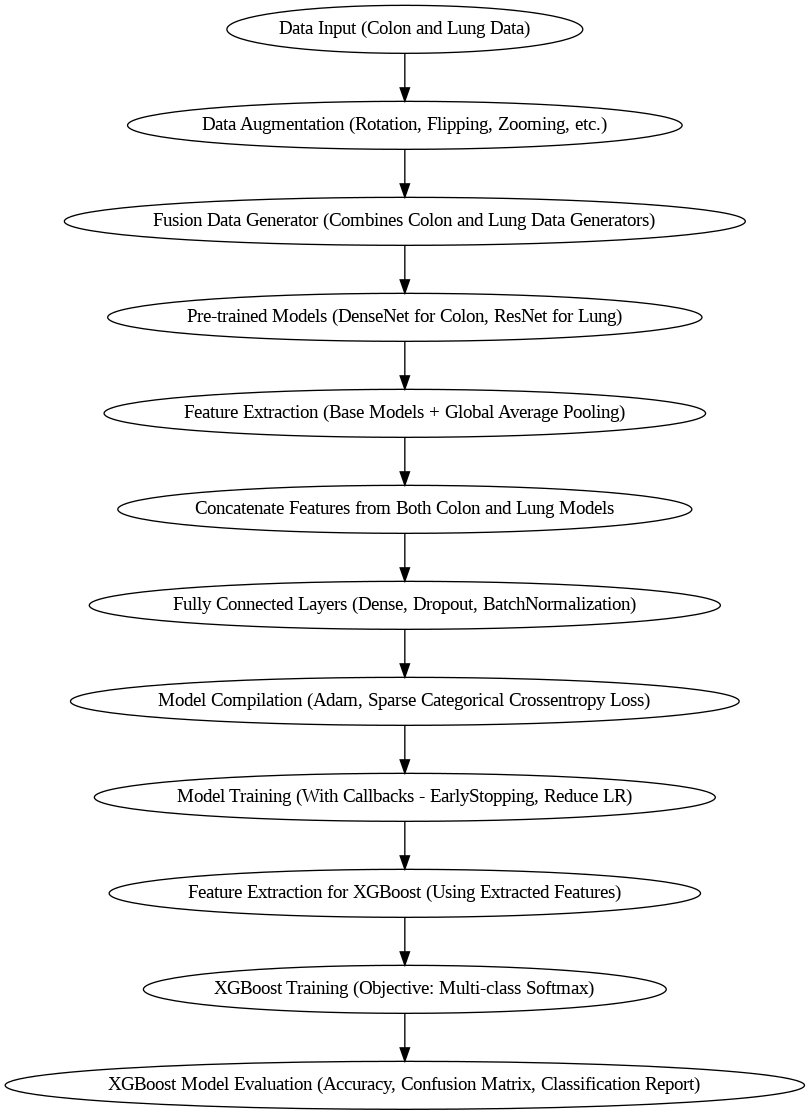 Data Input (Colon and Lung Data)
Data Augmentation (Rotation, Flipping, Zooming, etc.)
Fusion Data Generator (Combines Colon and Lung Data Generators)
Pre-trained Models (DenseNet for Colon, ResNet for Lung)
Feature Extraction (Base Models + Global Average Pooling)
Concatenate Features from Both Colon and Lung Models
Fully Connected Layers (Dense, Dropout, BatchNormalization)
Model Compilation (Adam, Sparse Categorical Crossentropy Loss)
Model Training (With Callbacks - EarlyStopping, Reduce LR)
Feature Extraction for XGBoost (Using Extracted Features)
XGBoost Training (Objective: Multi-class Softmax)
XGBoost Model Evaluation (Accuracy, Confusion Matrix, Classification Report)